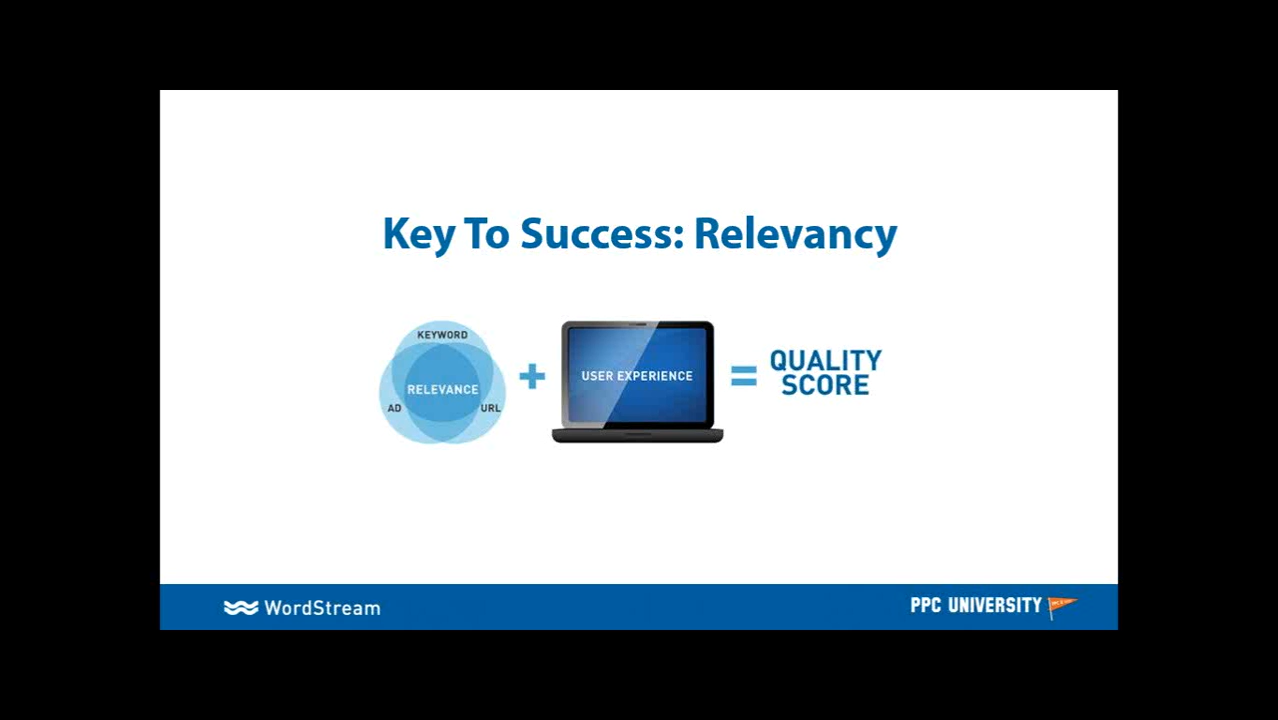 Key To Success: Relevancy
KEYWORD
RELEVANCE
AD
URL
+
USER EXPERIENCE
=
QUALITY
SCORE
WordStream
PPC UNIVERSITY